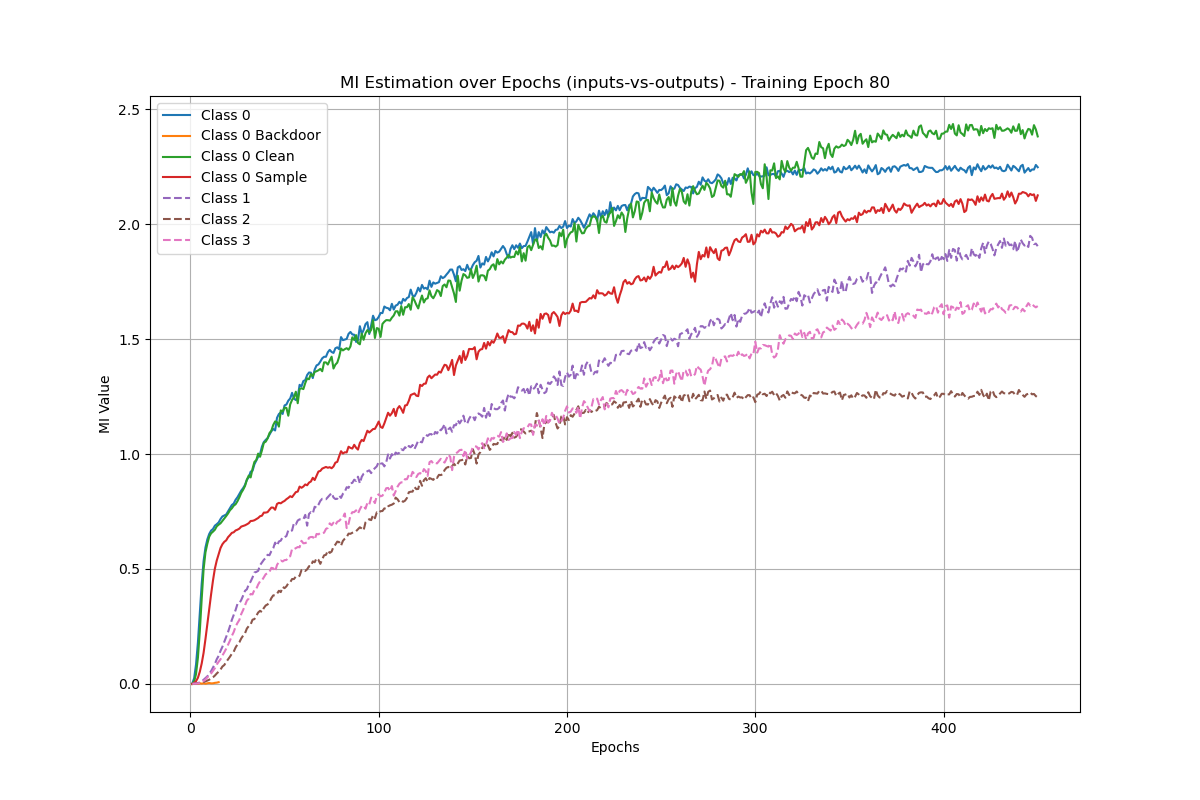 MI Estimation over Epochs (inputs-vs-outputs) - Training Epoch 80
2.5
2.0
1.5
1.0
0.5
0.0
MI Value
Class 0
Class 0 Backdoor
Class 0 Clean
Class 0 Sample
Class 1
Class 2
Class 3
0
100
200
300
400
Epochs